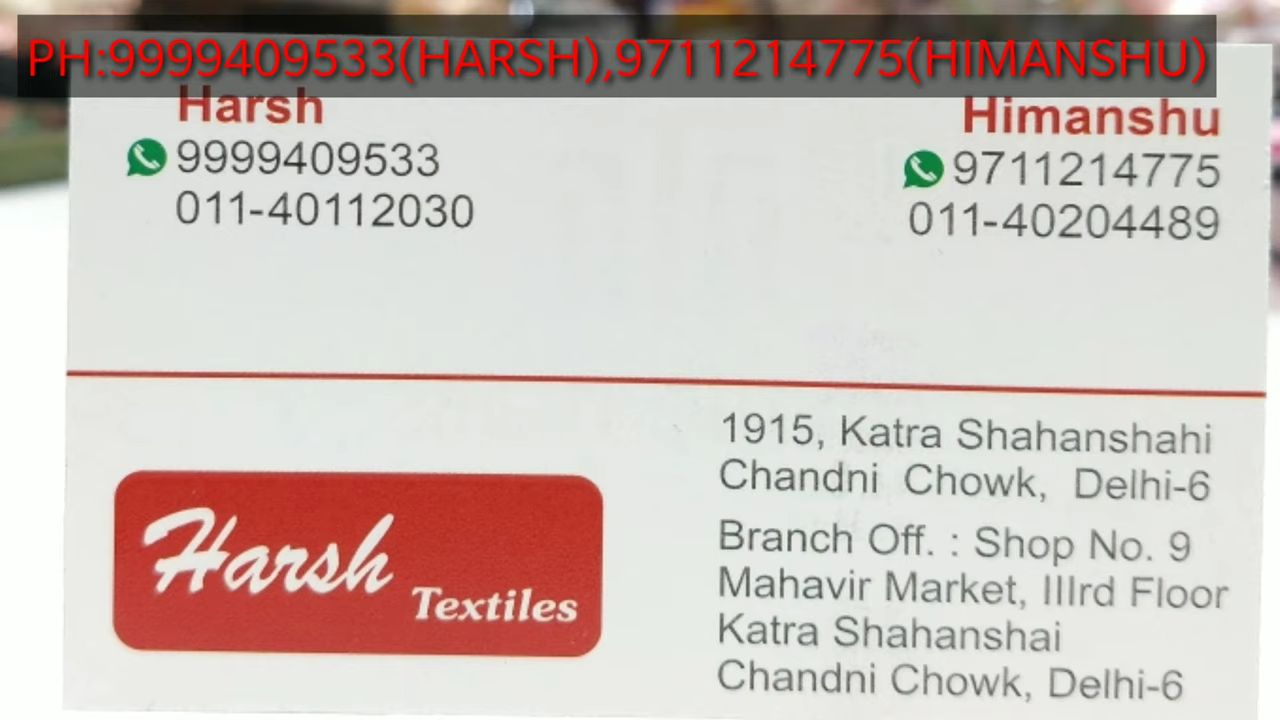 PH:9999409533(HARSH),9711214775(HIMANSHU)
Harsh
9999409533
011-40112030
Himanshu
9711214775
011-40204489
Harsh
Textiles
1915, Katra Shahanshahi
Chandni Chowk, Delhi-6
Branch Off. : Shop No. 9
Mahavir Market, IIIrd Floor
Katra Shahanshai
Chandni Chowk, Delhi-6